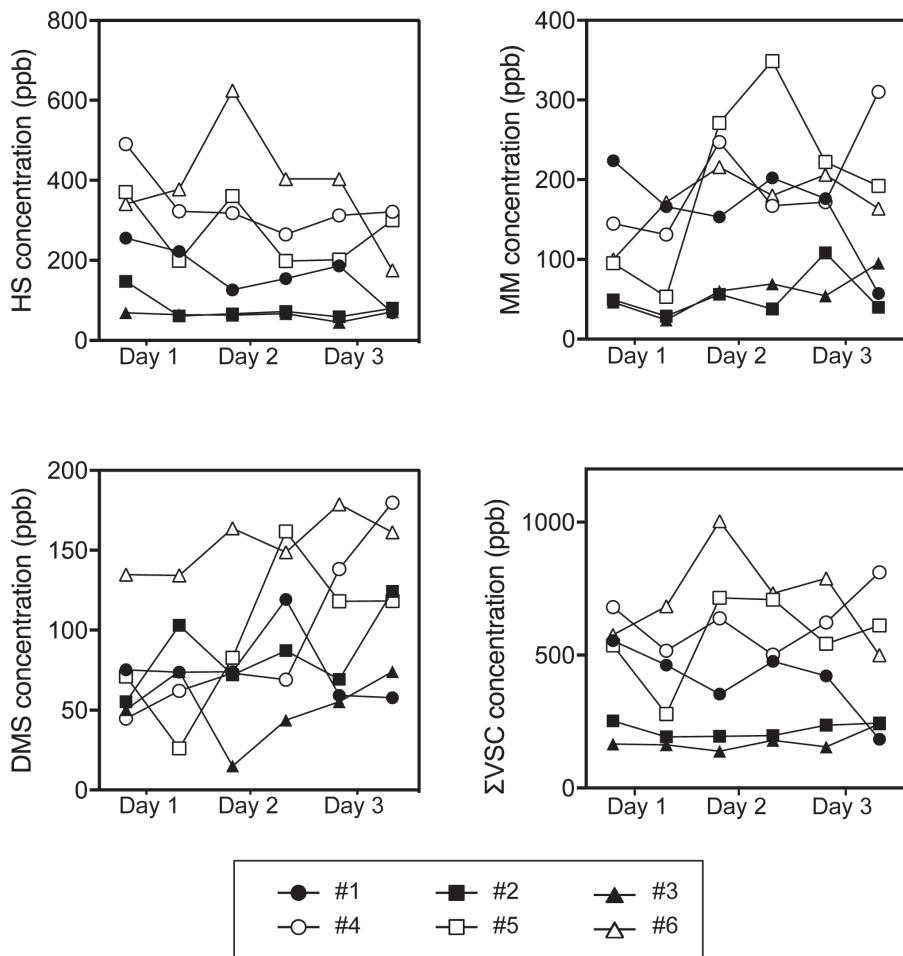 HS concentration (ppb)
800
600
400
200
0
Day 1 Day 2 Day 3
MM concentration (ppb)
400
300
200
100
0
Day 1 Day 2 Day 3
DMS concentration (ppb)
200
150
100
50
0
Day 1 Day 2 Day 3
ΣVSC concentration (ppb)
1000
500
0
Day 1 Day 2 Day 3
#1 #2 #3
#4 #5 #6